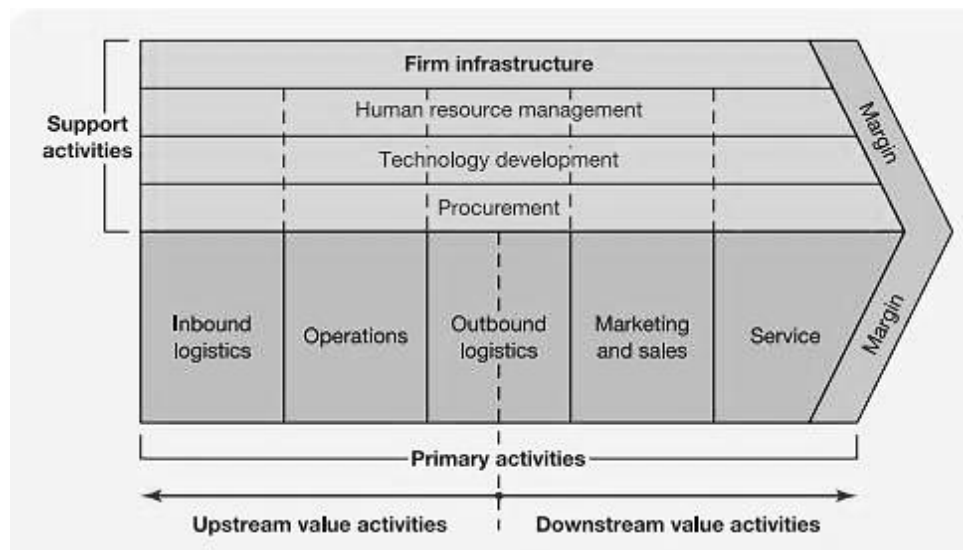 Firm infrastructure
Human resource management
Support
activities
Technology development
Procurement
Margin
Inbound
logistics
Operations
Outbound
logistics
Marketing
and sales
Service
Margin
Primary activities
Upstream value activities
Downstream value activities